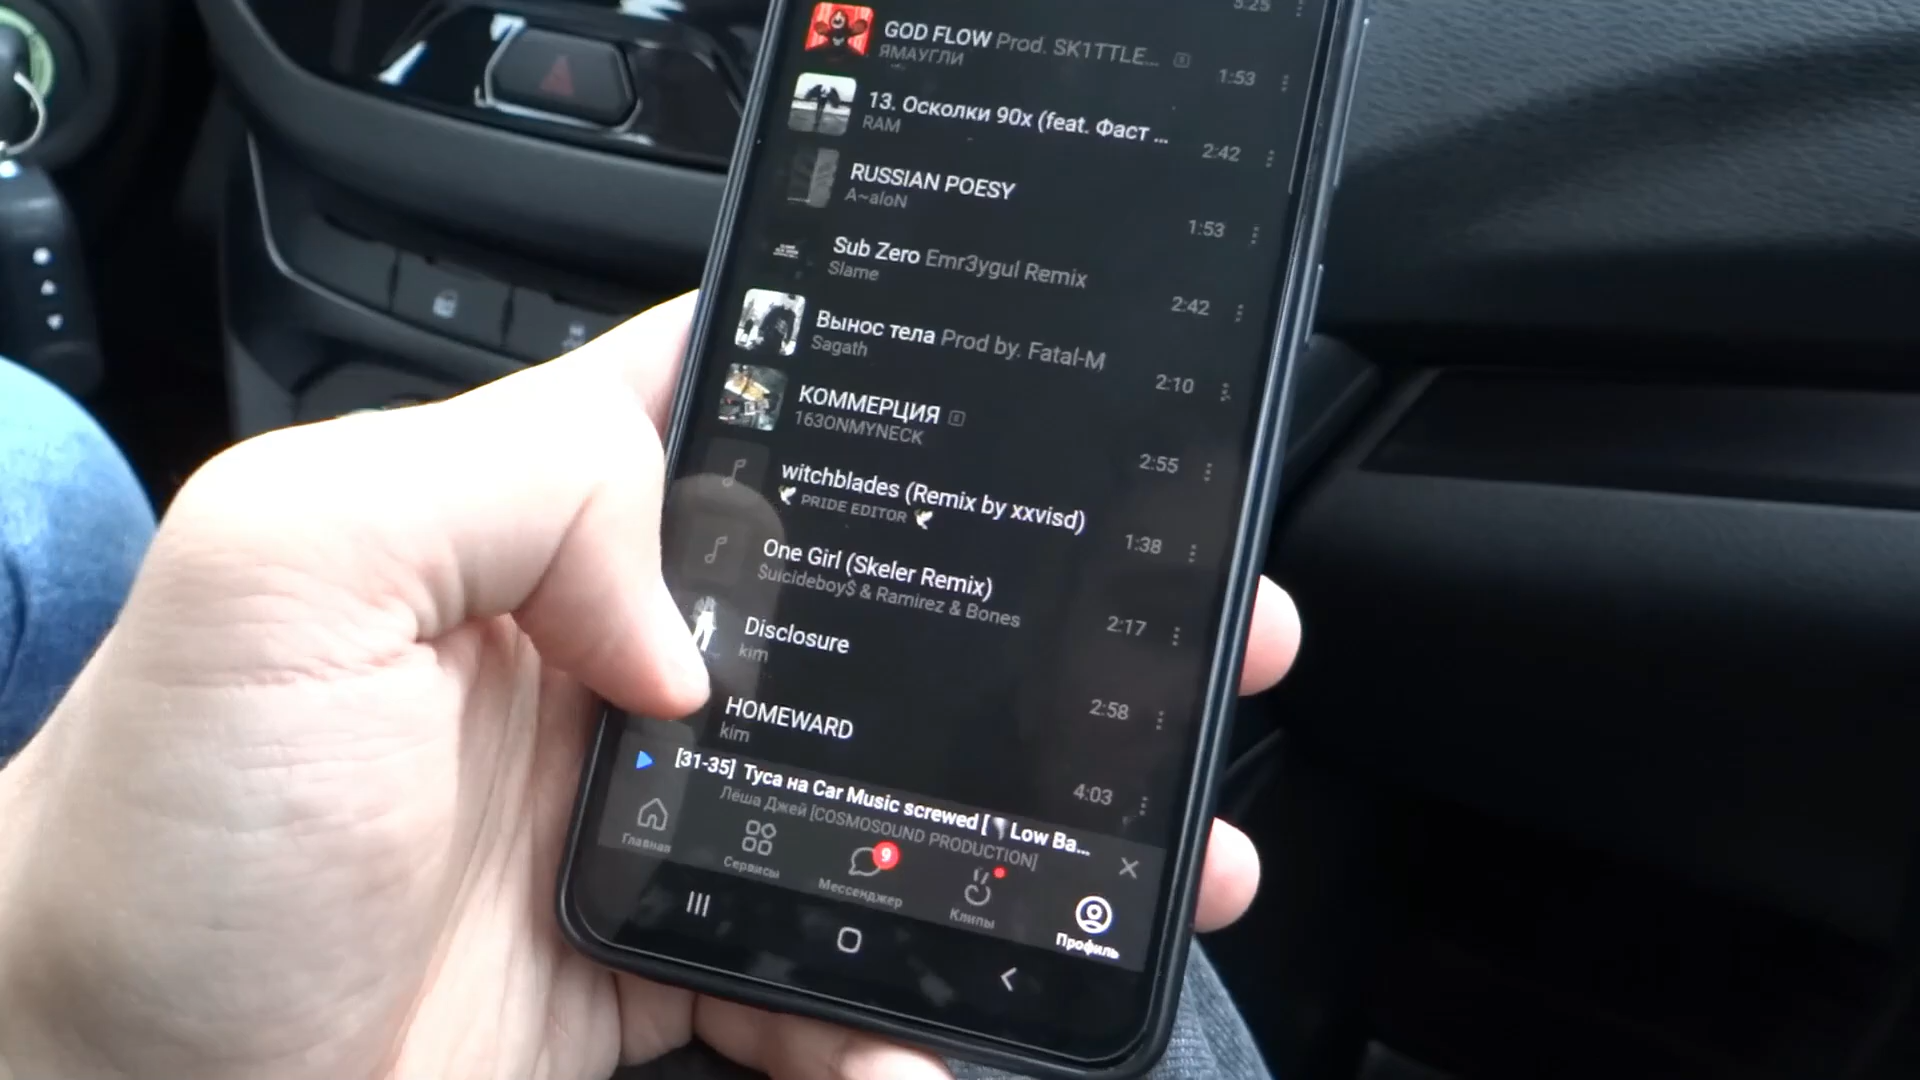 3:25
GOD FLOW Prod. SK1TTLE...
ЯМАУГЛИ
1:53
13. Осколки 90х (feat. Фаст ...
RAM
2:42
RUSSIAN POESY
A~aloN
1:53
Sub Zero Emr3ygul Remix
Slame
2:42
Вынос тела Prod by. Fatal-M
Sagath
2:10
КОММЕРЦИЯ E
163ONMYNECK
2:55
witchblades (Remix by xxvisd)
🕊 PRIDE EDITOR 🕊
1:38
One Girl (Skeler Remix)
$uicideboy$ & Ramirez & Bones
2:17
Disclosure
kim
2:58
HOMEWARD
kim
4:03
[31-35] Туса на Car Music screwed [ Low Ba...
Лёша Джей [COSMOSOUND PRODUCTION]
Главная
Сервисы
9
Мессенджер
Клипы
Профиль